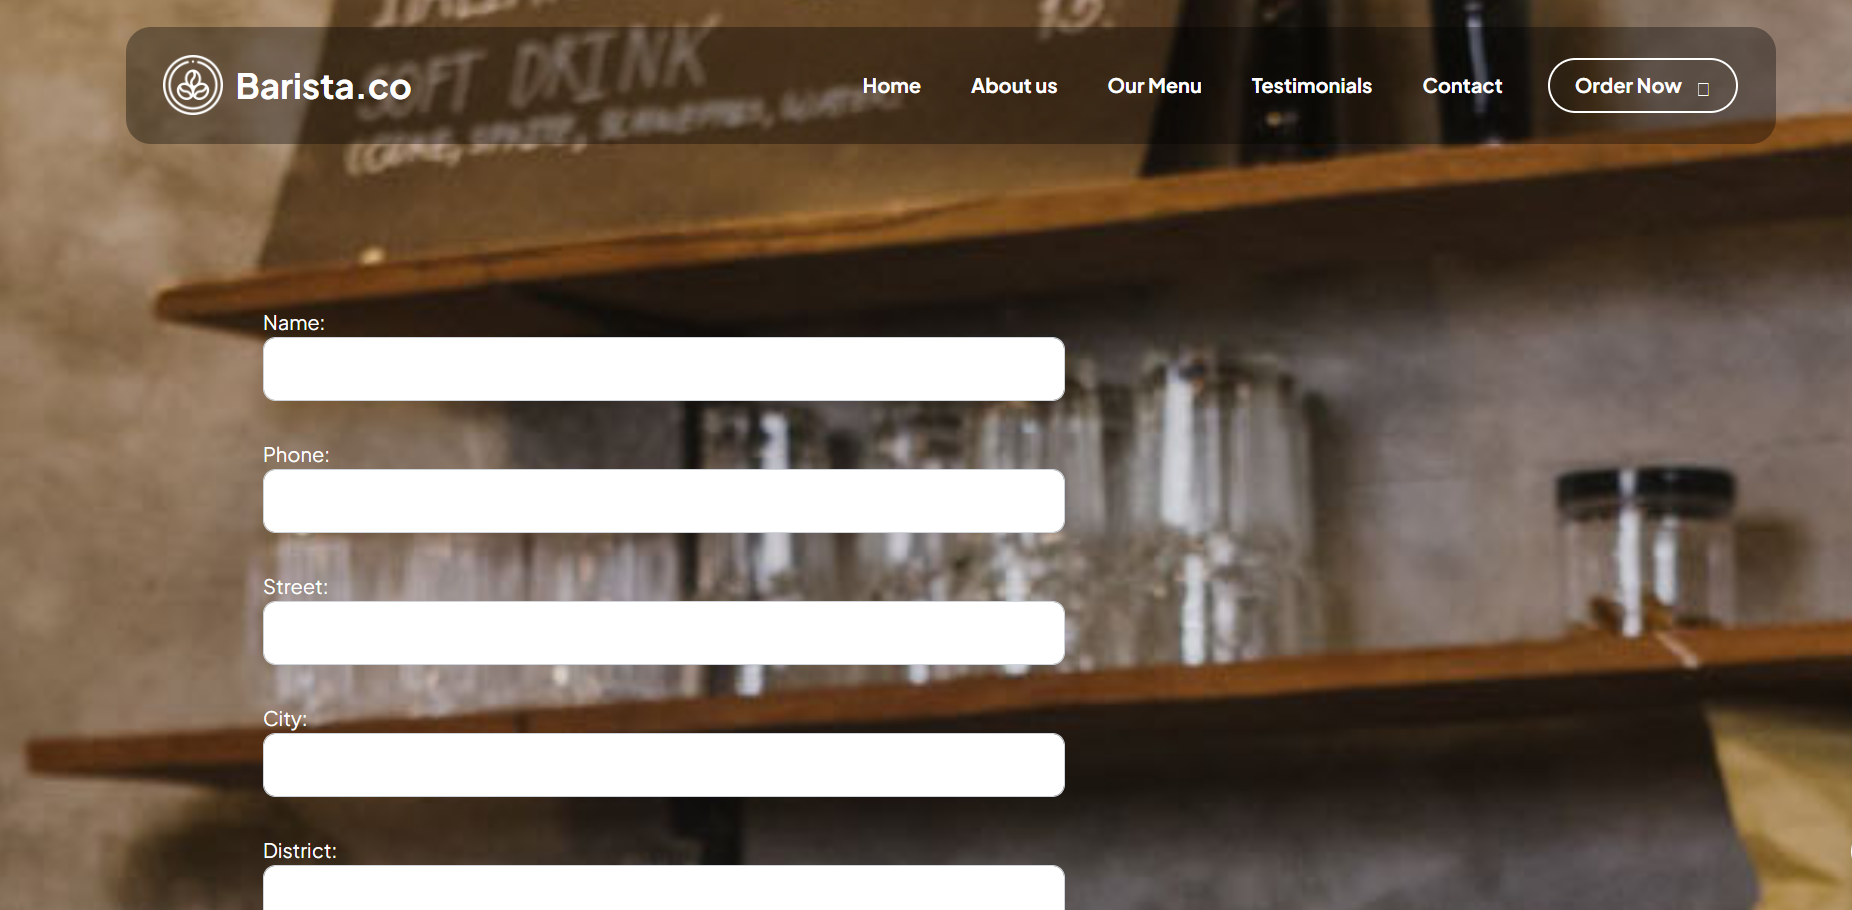 SOFT DRINK
Barista.co
Home
About us
Our Menu
Testimonials
Contact
Order Now
Name:
Phone:
Street:
City:
District: